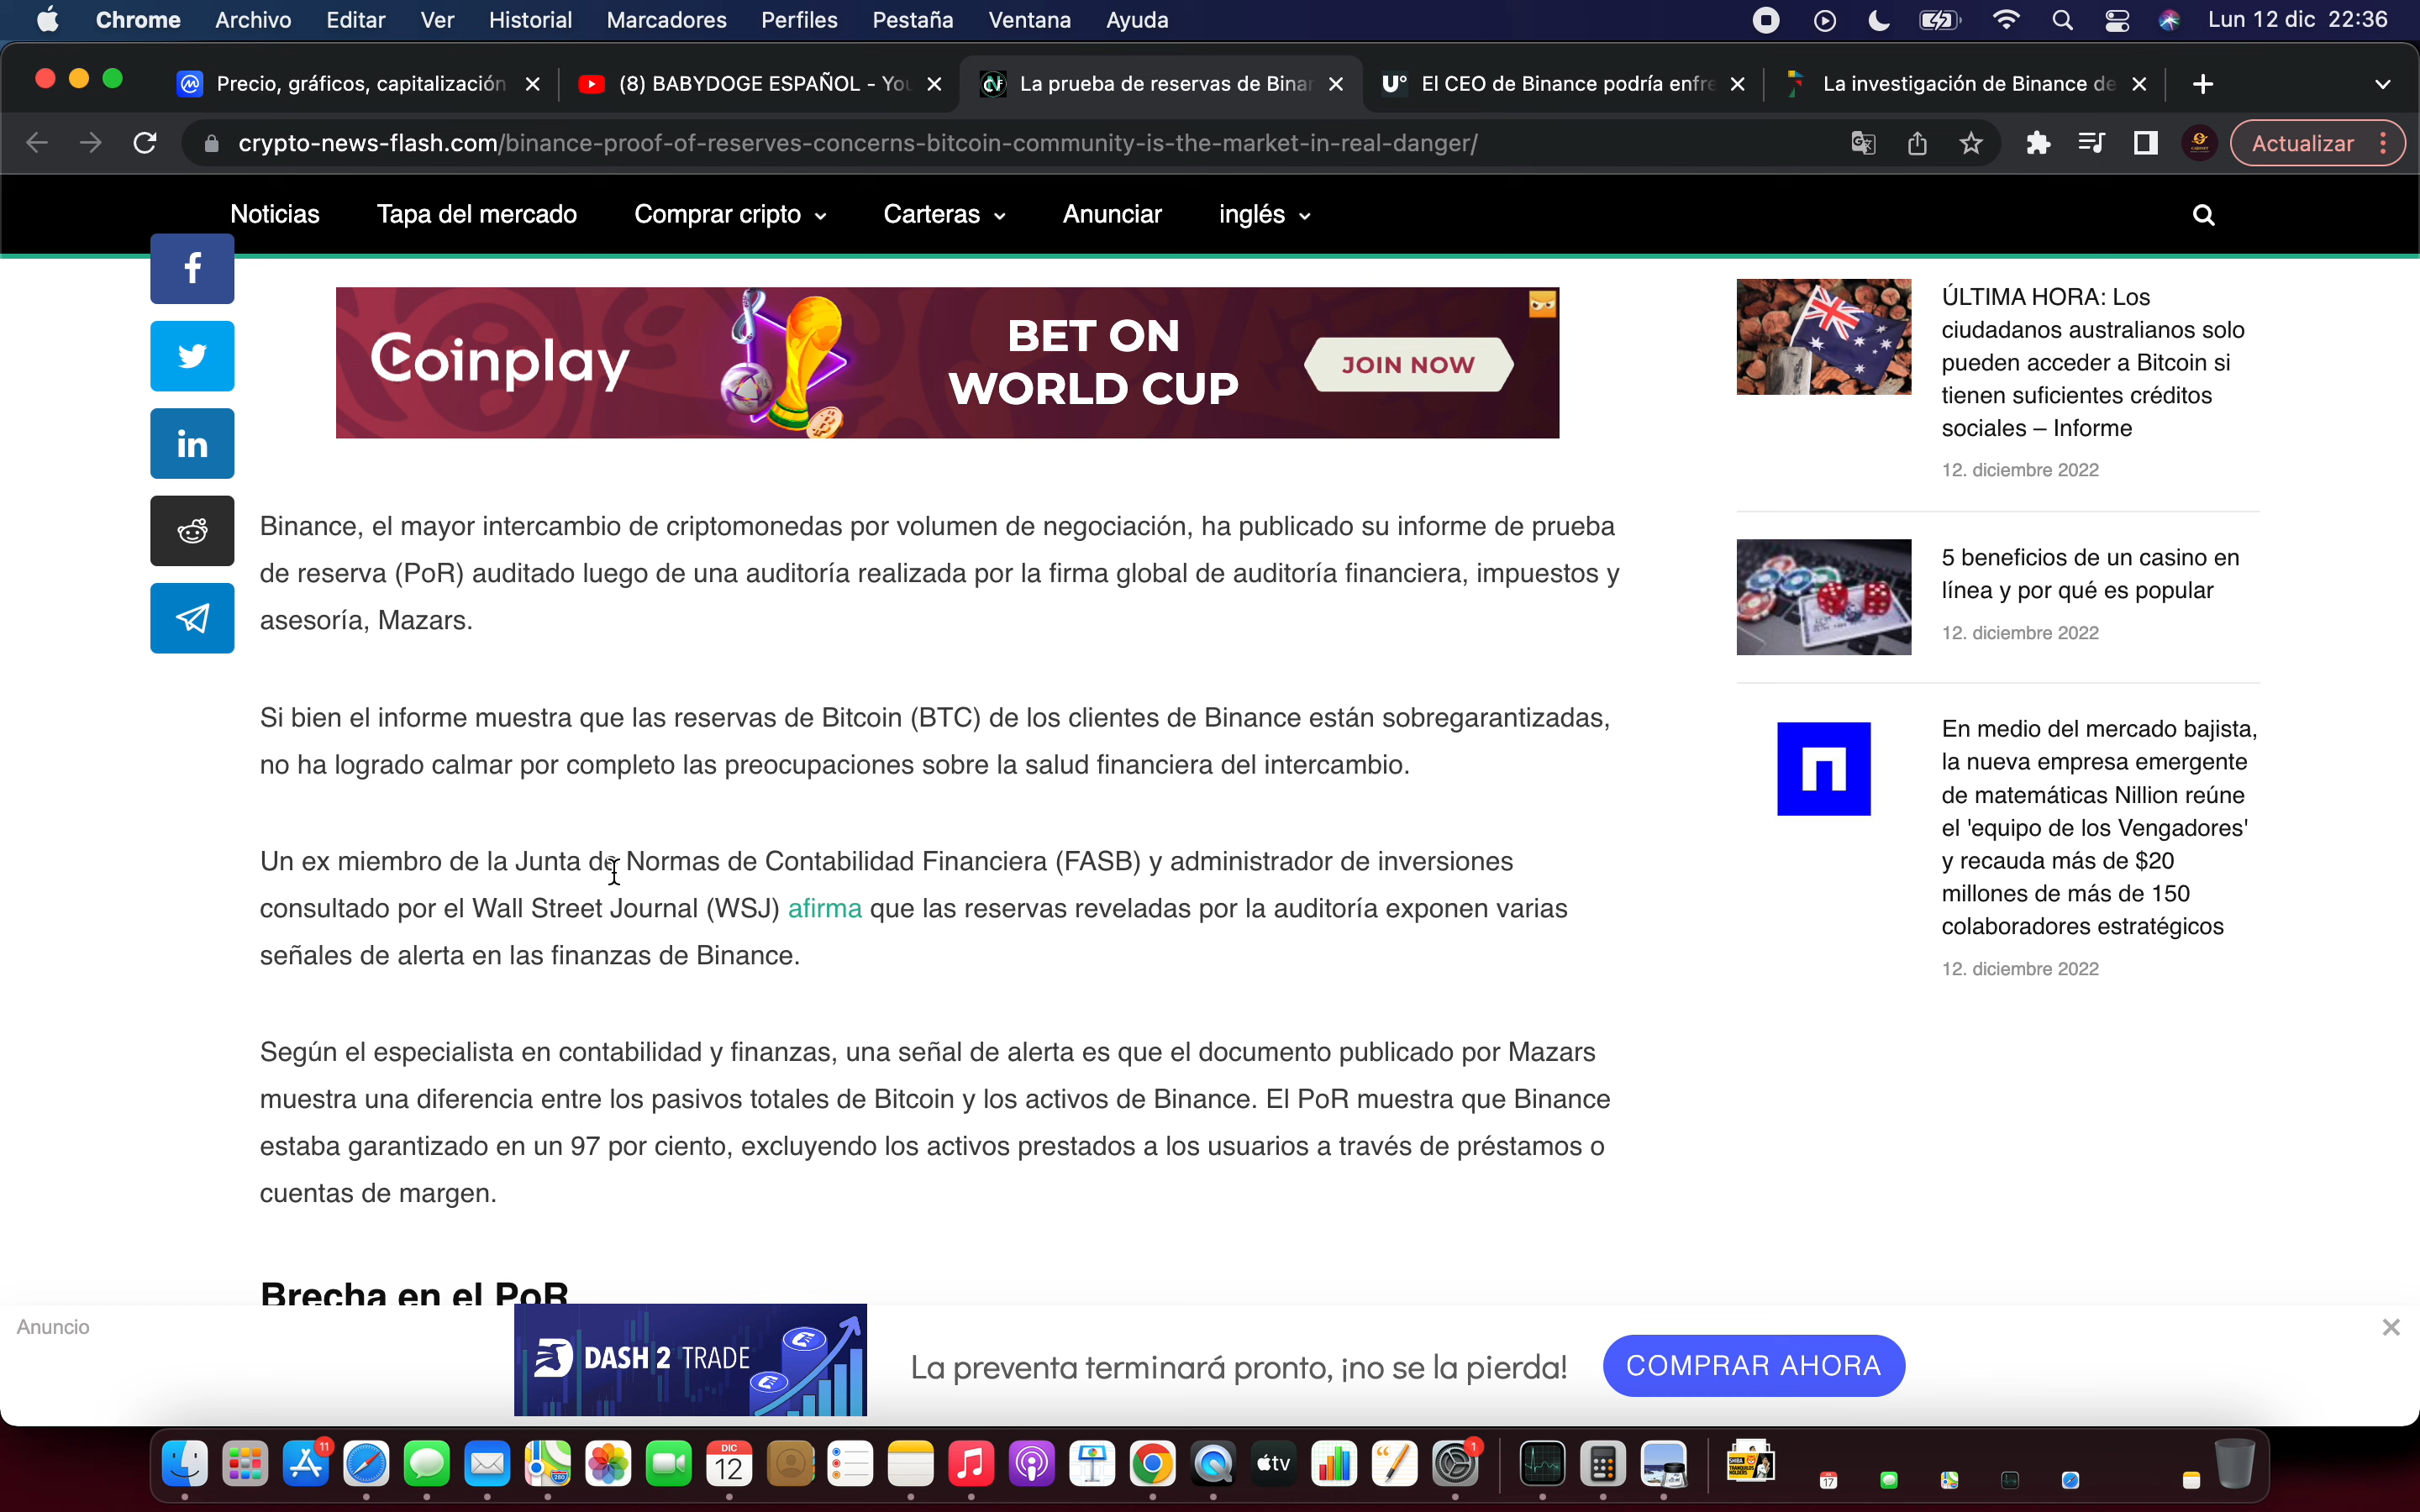 Chrome Archivo Editar Ver Historial Marcadores Perfiles Pestaña Ventana Ayuda Lun 12 dic 22:36
Precio, gráficos, capitalización (8) BABYDOGE ESPAÑOL - You La prueba de reservas de Binan El CEO de Binance podría enfre La investigación de Binance de
crypto-news-flash.com/binance-proof-of-reserves-concerns-bitcoin-community-is-the-market-in-real-danger/ Actualizar
Noticias Tapa del mercado Comprar cripto Carteras Anunciar inglés
Coinplay
BET ON
WORLD CUP
JOIN NOW
Binance, el mayor intercambio de criptomonedas por volumen de negociación, ha publicado su informe de prueba
de reserva (PoR) auditado luego de una auditoría realizada por la firma global de auditoría financiera, impuestos y
asesoría, Mazars.
Si bien el informe muestra que las reservas de Bitcoin (BTC) de los clientes de Binance están sobregarantizadas,
no ha logrado calmar por completo las preocupaciones sobre la salud financiera del intercambio.
Un ex miembro de la Junta de Normas de Contabilidad Financiera (FASB) y administrador de inversiones
consultado por el Wall Street Journal (WSJ) afirma que las reservas reveladas por la auditoría exponen varias
señales de alerta en las finanzas de Binance.
Según el especialista en contabilidad y finanzas, una señal de alerta es que el documento publicado por Mazars
muestra una diferencia entre los pasivos totales de Bitcoin y los activos de Binance. El PoR muestra que Binance
estaba garantizado en un 97 por ciento, excluyendo los activos prestados a los usuarios a través de préstamos o
cuentas de margen.
Brecha en el PoR
ÚLTIMA HORA: Los
ciudadanos australianos solo
pueden acceder a Bitcoin si
tienen suficientes créditos
sociales – Informe
12. diciembre 2022
5 beneficios de un casino en
línea y por qué es popular
12. diciembre 2022
En medio del mercado bajista,
la nueva empresa emergente
de matemáticas Nillion reúne
el 'equipo de los Vengadores'
y recauda más de $20
millones de más de 150
colaboradores estratégicos
12. diciembre 2022
Anuncio
DASH 2 TRADE
La preventa terminará pronto, ¡no se la pierda!
COMPRAR AHORA
11
DIC
12
tv
1
17